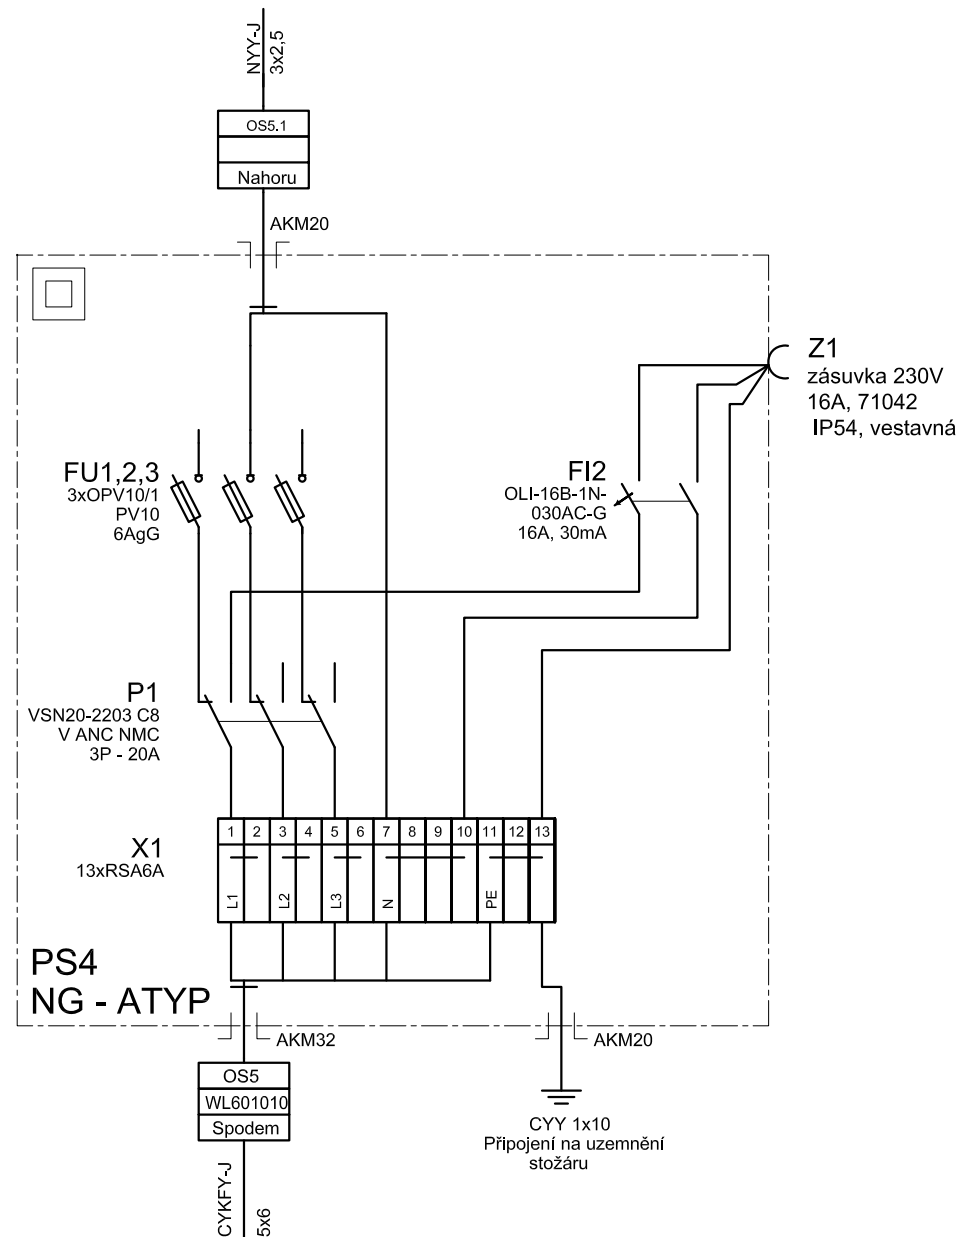 NYY-J
3x2,5
OS5.1
Nahoru
AKM20
Z1
zásuvka 230V
16A, 71042
IP54, vestavná
FU1,2,3
3xOPV10/1
PV10
6AgG
FI2
OLI-16B-1N-
030AC-G
16A, 30mA
P1
VSN20-2203 C8
V ANC NMC
3P - 20A
X1
13xRSA6A
1 2 3 4 5 6 7 8 9 10 11 12 13
L1 L2 L3 N PE
PS4
NG - ATYP
AKM32
AKM20
OS5
WL601010
Spodem
CYY 1x10
Připojení na uzemnění
stožáru
CYKFY-J
5x6